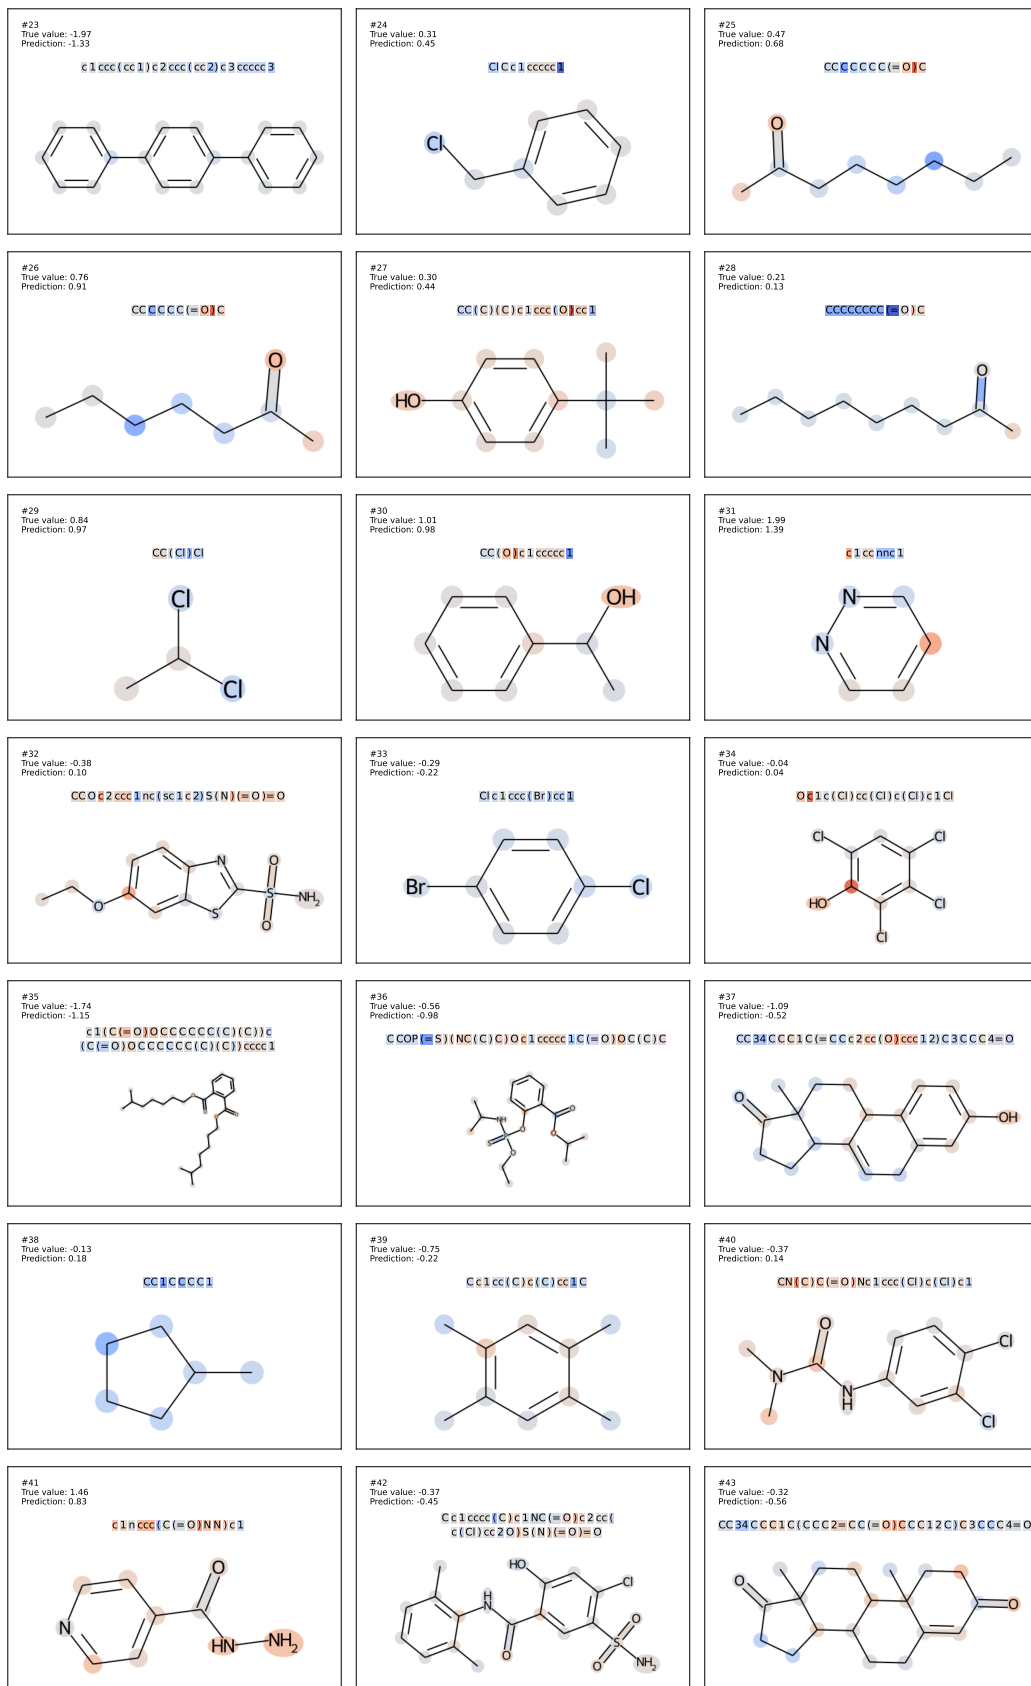 #23
True value: -1.97
Prediction: -1.33
c1ccc(cc1)c2ccc(cc2)c3ccccc3
#24
True value: 0.31
Prediction: 0.45
ClCc1ccccc1
Cl
#25
True value: 0.47
Prediction: 0.68
CCCCCCC(=O)C
O
#26
True value: 0.76
Prediction: 0.91
CCCCCC(=O)C
O
#27
True value: 0.30
Prediction: 0.44
CC(C)(C)c1ccc(O)cc1
HO
#28
True value: 0.21
Prediction: 0.13
CCCCCCCC(=O)C
O
#29
True value: 0.84
Prediction: 0.97
CC(Cl)Cl
Cl
Cl
#30
True value: 1.01
Prediction: 0.98
CC(O)c1ccccc1
OH
#31
True value: 1.99
Prediction: 1.39
c1ccnnc1
N
N
#32
True value: -0.38
Prediction: 0.10
CCOc2ccc1nc(sc1c2)S(N)(=O)=O
N
O
O
S
NH2
S
O
#33
True value: -0.29
Prediction: -0.22
Clc1ccc(Br)cc1
Br
Cl
#34
True value: -0.04
Prediction: 0.04
Oc1c(Cl)cc(Cl)c(Cl)c1Cl
Cl
Cl
HO
Cl
Cl
#35
True value: -1.74
Prediction: -1.15
c1(C(=O)OCCCCCC(C)(C))c
(C(=O)OCCCCCC(C)(C))cccc1
#36
True value: -0.56
Prediction: -0.98
CCOP(=S)(NC(C)C)Oc1ccccc1C(=O)OC(C)C
NH
O
S
P
O
O
O
#37
True value: -1.09
Prediction: -0.52
CC34CCC1C(=CCc2cc(O)ccc12)C3CCC4=O
O
OH
#38
True value: -0.13
Prediction: 0.18
CC1CCCC1
#39
True value: -0.75
Prediction: -0.22
Cc1cc(C)c(C)cc1C
#40
True value: -0.37
Prediction: 0.14
CN(C)C(=O)Nc1ccc(Cl)c(Cl)c1
O
Cl
N
N
H
Cl
#41
True value: 1.46
Prediction: 0.83
c1nccc(C(=O)NN)c1
O
N
HN
NH2
#42
True value: -0.37
Prediction: -0.45
Cc1cccc(C)c1NC(=O)c2cc(
c(Cl)cc2O)S(N)(=O)=O
HO
H
N
Cl
O
O
S
O
NH2
#43
True value: -0.32
Prediction: -0.56
CC34CCC1C(CCC2=CC(=O)CCC12C)C3CCC4=O
O
O